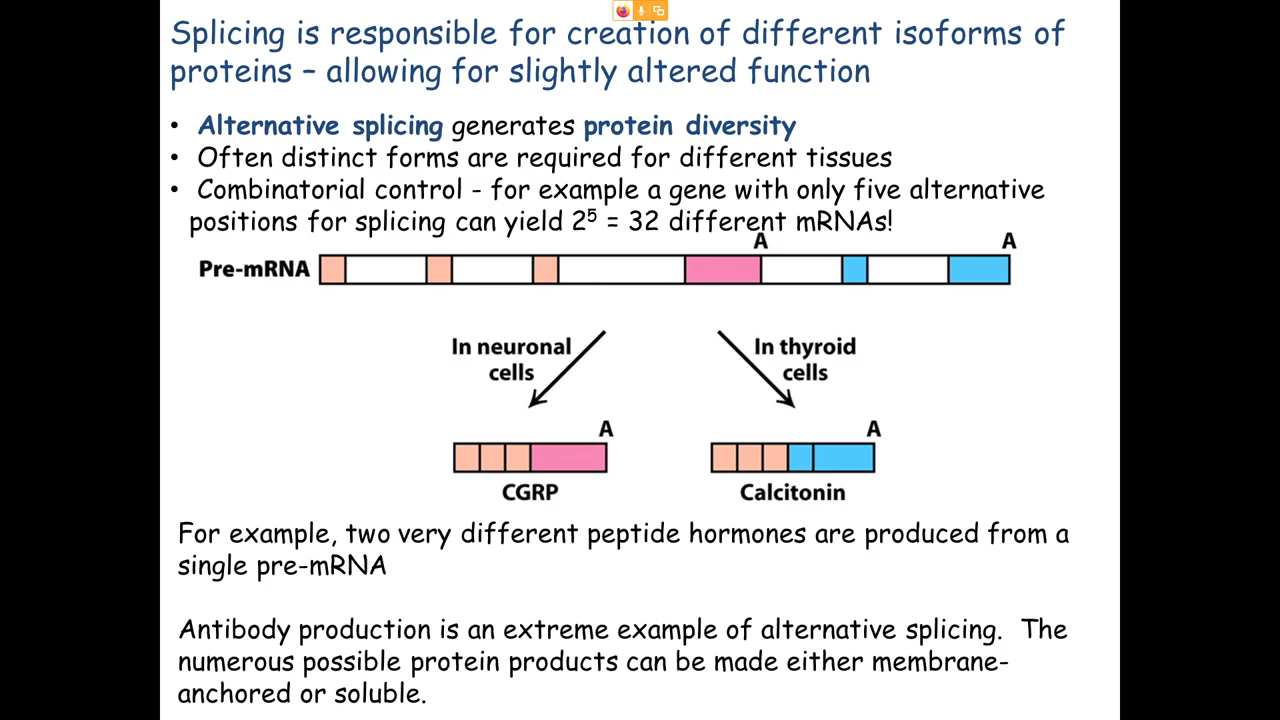 Splicing is responsible for creation of different isoforms of
proteins – allowing for slightly altered function
• Alternative splicing generates protein diversity
• Often distinct forms are required for different tissues
• Combinatorial control - for example a gene with only five alternative
positions for splicing can yield 2⁵ = 32 different mRNAs!
A A
Pre-mRNA
In neuronal
cells
In thyroid
cells
A A
CGRP Calcitonin
For example, two very different peptide hormones are produced from a
single pre-mRNA
Antibody production is an extreme example of alternative splicing. The
numerous possible protein products can be made either membrane-
anchored or soluble.